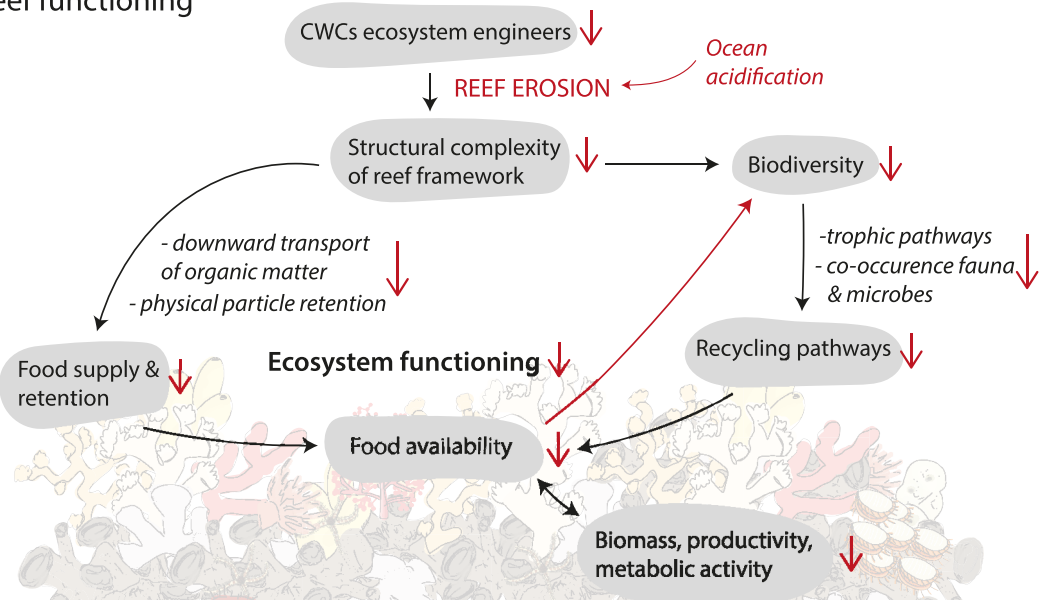 functioning
CWCs ecosystem engineers
Ocean
acidification
REEF EROSION
Structural complexity
of reef framework
Biodiversity
- downward transport
of organic matter
- physical particle retention
-trophic pathways
- co-occurence fauna
& microbes
Ecosystem functioning
Recycling pathways
Food supply &
retention
Food availability
Biomass, productivity,
metabolic activity